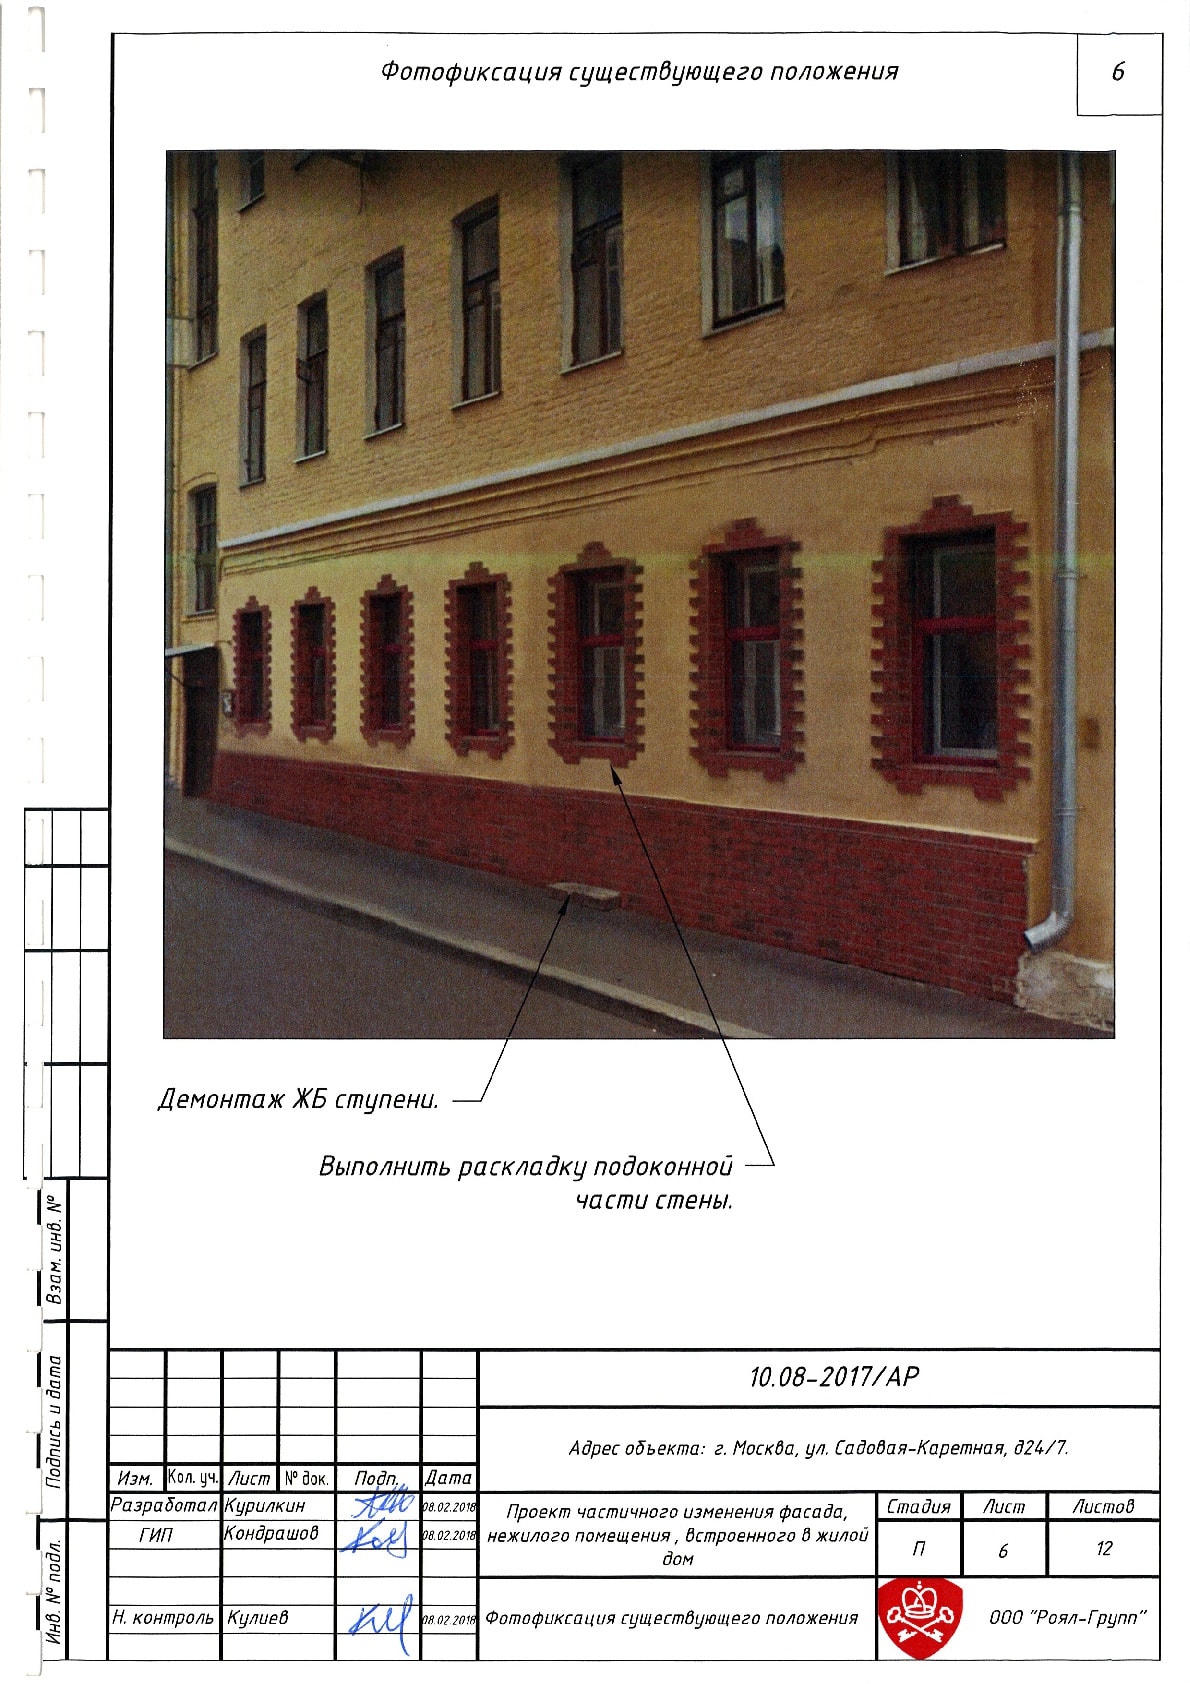 Фотофиксация существующего положения
6
Демонтаж ЖБ ступени.
Выполнить раскладку подоконной
части стены.
Взам. инв. №
Подпись и дата
Инв. № подл.
10.08-2017/АР
Адрес объекта: г. Москва, ул. Садовая-Каретная, д24/7.
Изм. Кол. уч. Лист № док. Подп. Дата
Разработал Курилкин 08.02.2018
ГИП Кондрашов 08.02.2018
Н. контроль Кулиев 08.02.2018
Проект частичного изменения фасада,
нежилого помещения , встроенного в жилой
дом
Стадия Лист Листов
П 6 12
Фотофиксация существующего положения
ООО "Роял-Групп"